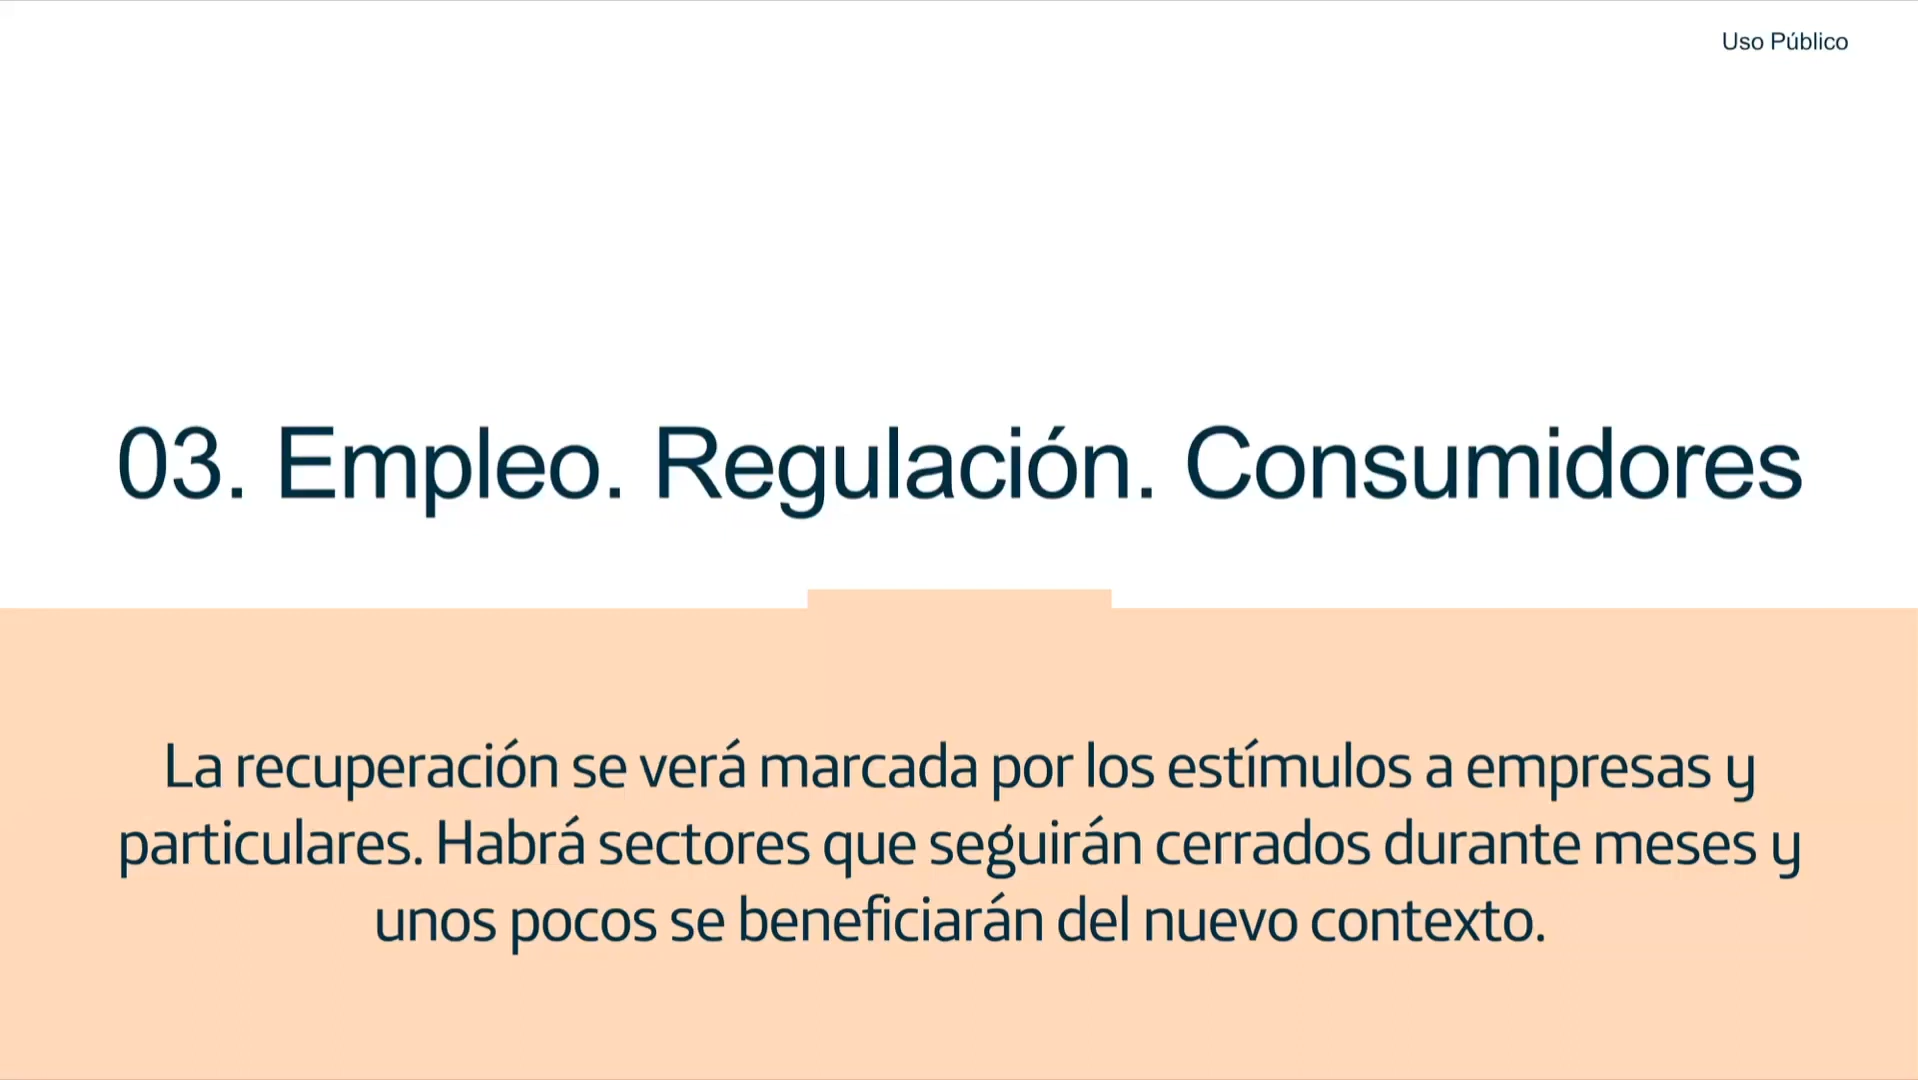 Uso Público
03. Empleo. Regulación. Consumidores
La recuperación se verá marcada por los estímulos a empresas y
particulares. Habrá sectores que seguirán cerrados durante meses y
unos pocos se beneficiarán del nuevo contexto.